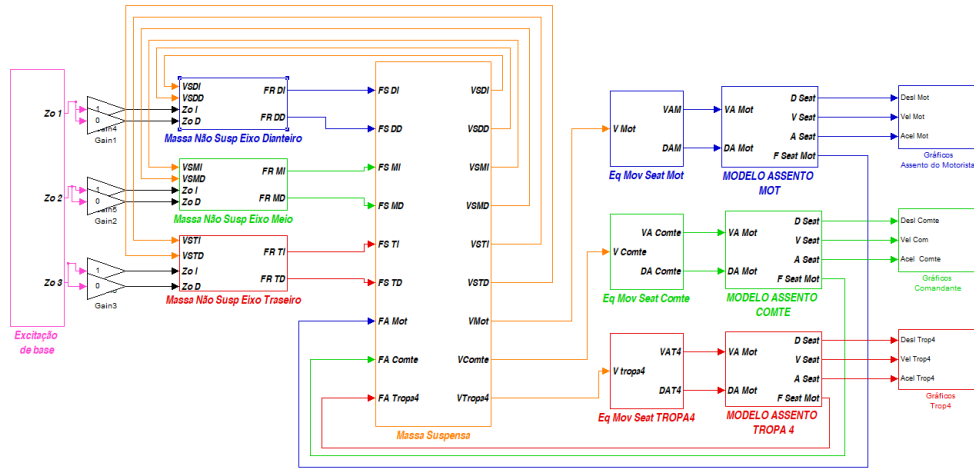 Zo 1
Zo 2
Zo 3
Excitação
de base
1
0
Gain4
Gain1
1
0
Gain2
1
0
Gain3
VSDI
VSDD
Zo I
Zo D
FR DI
FR DD
Massa Não Susp Eixo Dianteiro
VSMI
VSMD
Zo I
Zo D
FR MI
FR MD
Massa Não Susp Eixo Meio
VSTI
VSTD
Zo I
Zo D
FR TI
FR TD
Massa Não Susp Eixo Traseiro
FS DI
FS DD
FS MI
FS MD
FS TI
FS TD
FA Mot
FA Comte
FA Tropa4
VSDI
VSDD
VSMI
VSMD
VSTI
VSTD
VMot
VComte
VTropa4
Massa Suspensa
V Mot
VAM
DAM
Eq Mov Seat Mot
VA Mot
DA Mot
D Seat
V Seat
A Seat
F Seat Mot
MODELO ASSENTO
MOT
Desl Mot
Vel Mot
Acel Mot
Gráficos
Assento do Motorista
V Comte
VA Comte
DA Comte
Eq Mov Seat Comte
VA Mot
DA Mot
D Seat
V Seat
A Seat
F Seat Mot
MODELO ASSENTO
COMTE
Desl Comte
Vel Com
Acel Comte
Gráficos
Comandante
V tropa4
VAT4
DAT4
Eq Mov Seat TROPA4
VA Mot
DA Mot
D Seat
V Seat
A Seat
F Seat Mot
MODELO ASSENTO
TROPA 4
Desl Trop4
Vel Trop4
Acel Trop4
Gráficos
Trop4